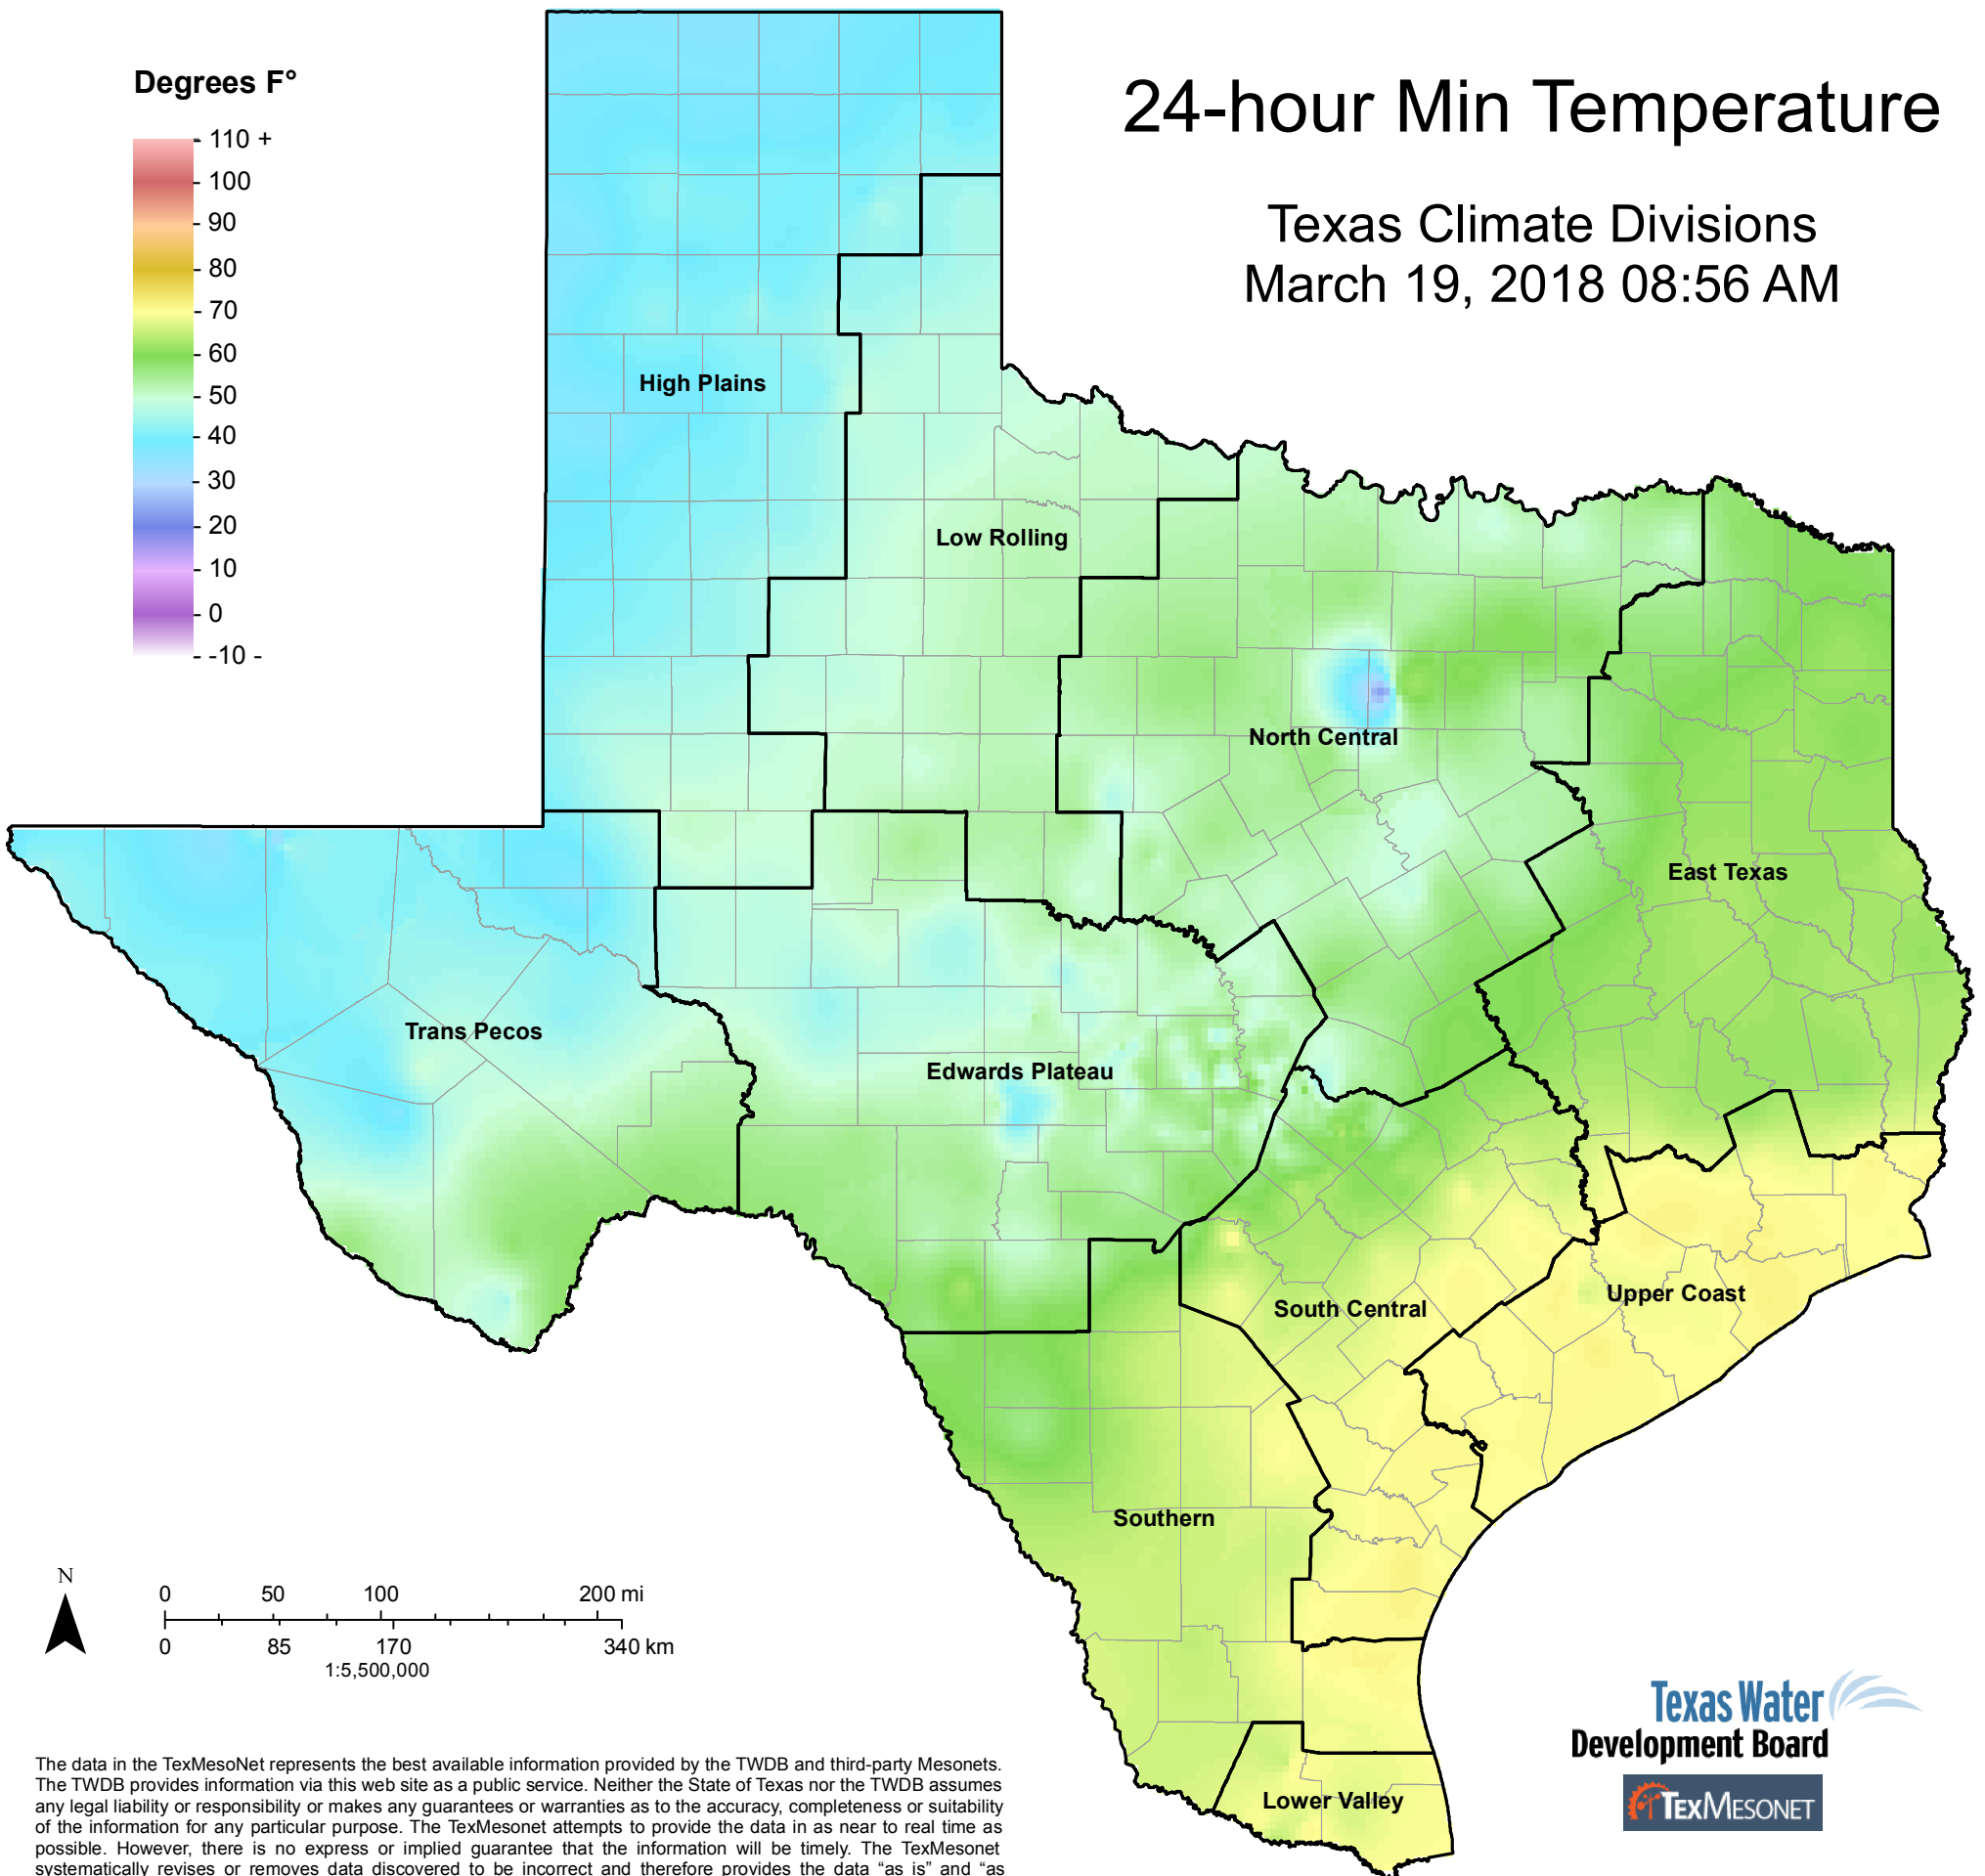 24-hour Min Temperature
Texas Climate Divisions
March 19, 2018 08:56 AM
Degrees F°
110 +
100
90
80
70
60
50
40
30
20
10
0
-10 -
High Plains
Low Rolling
North Central
East Texas
Trans Pecos
Edwards Plateau
South Central
Upper Coast
Southern
Lower Valley
N
0 50 100 200 mi
0 85 170 340 km
1:5,500,000
Texas Water
Development Board
TEXMESONET
The data in the TexMesoNet represents the best available information provided by the TWDB and third-party Mesonets.
The TWDB provides information via this web site as a public service. Neither the State of Texas nor the TWDB assumes
any legal liability or responsibility or makes any guarantees or warranties as to the accuracy, completeness or suitability
of the information for any particular purpose. The TexMesonet attempts to provide the data in as near to real time as
possible. However, there is no express or implied guarantee that the information will be timely. The TexMesonet
systematically revises or removes data discovered to be incorrect and therefore provides the data “as is” and “as